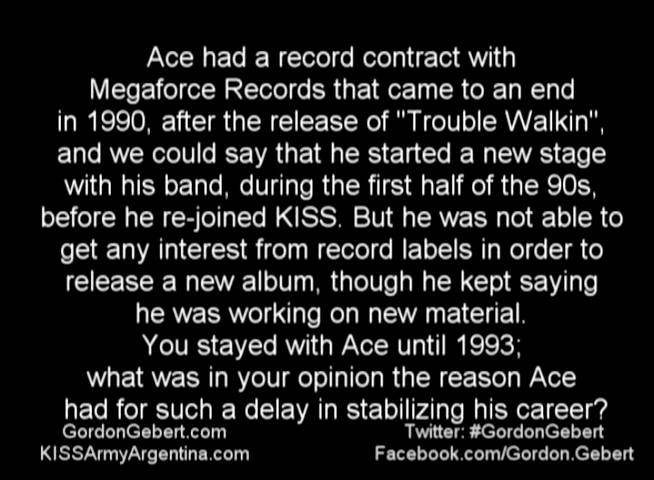 Ace had a record contract with
Megaforce Records that came to an end
in 1990, after the release of "Trouble Walkin",
and we could say that he started a new stage
with his band, during the first half of the 90s,
before he re-joined KISS. But he was not able to
get any interest from record labels in order to
release a new album, though he kept saying
he was working on new material.
You stayed with Ace until 1993;
what was in your opinion the reason Ace
had for such a delay in stabilizing his career?
GordonGebert.com
Twitter: #GordonGebert
KISSArmyArgentina.com
Facebook.com/Gordon.Gebert